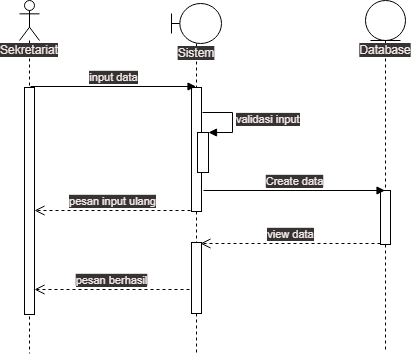 Sekretariat
Sistem
Database
input data
validasi input
Create data
pesan input ulang
view data
pesan berhasil